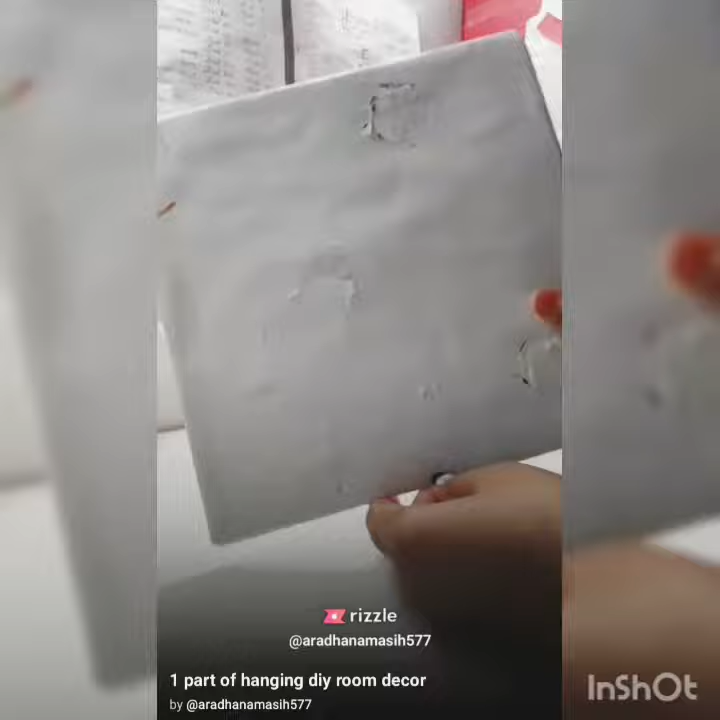 rizzle
@aradhanamasih577
1 part of hanging diy room decor
by @aradhanamasih577
InShOt